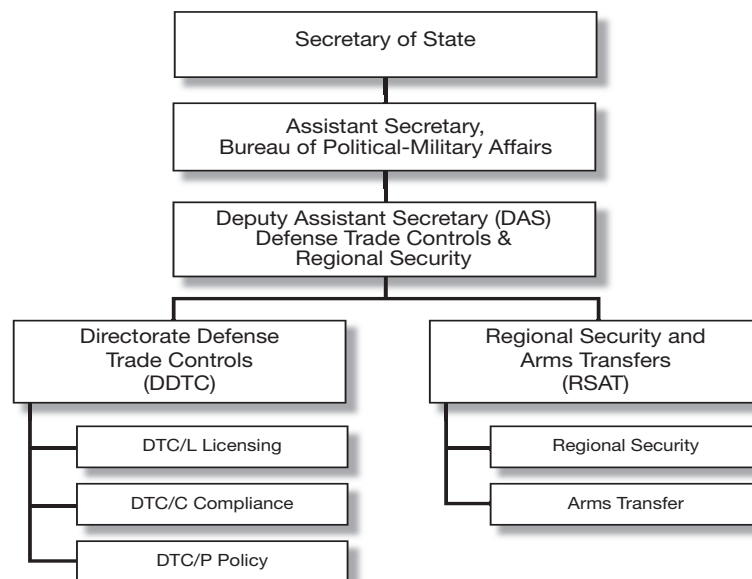 Secretary of State
Assistant Secretary,
Bureau of Political-Military Affairs
Deputy Assistant Secretary (DAS)
Defense Trade Controls &
Regional Security
Directorate Defense
Trade Controls
(DDTC)
DTC/L Licensing
DTC/C Compliance
DTC/P Policy
Regional Security and
Arms Transfers
(RSAT)
Regional Security
Arms Transfer